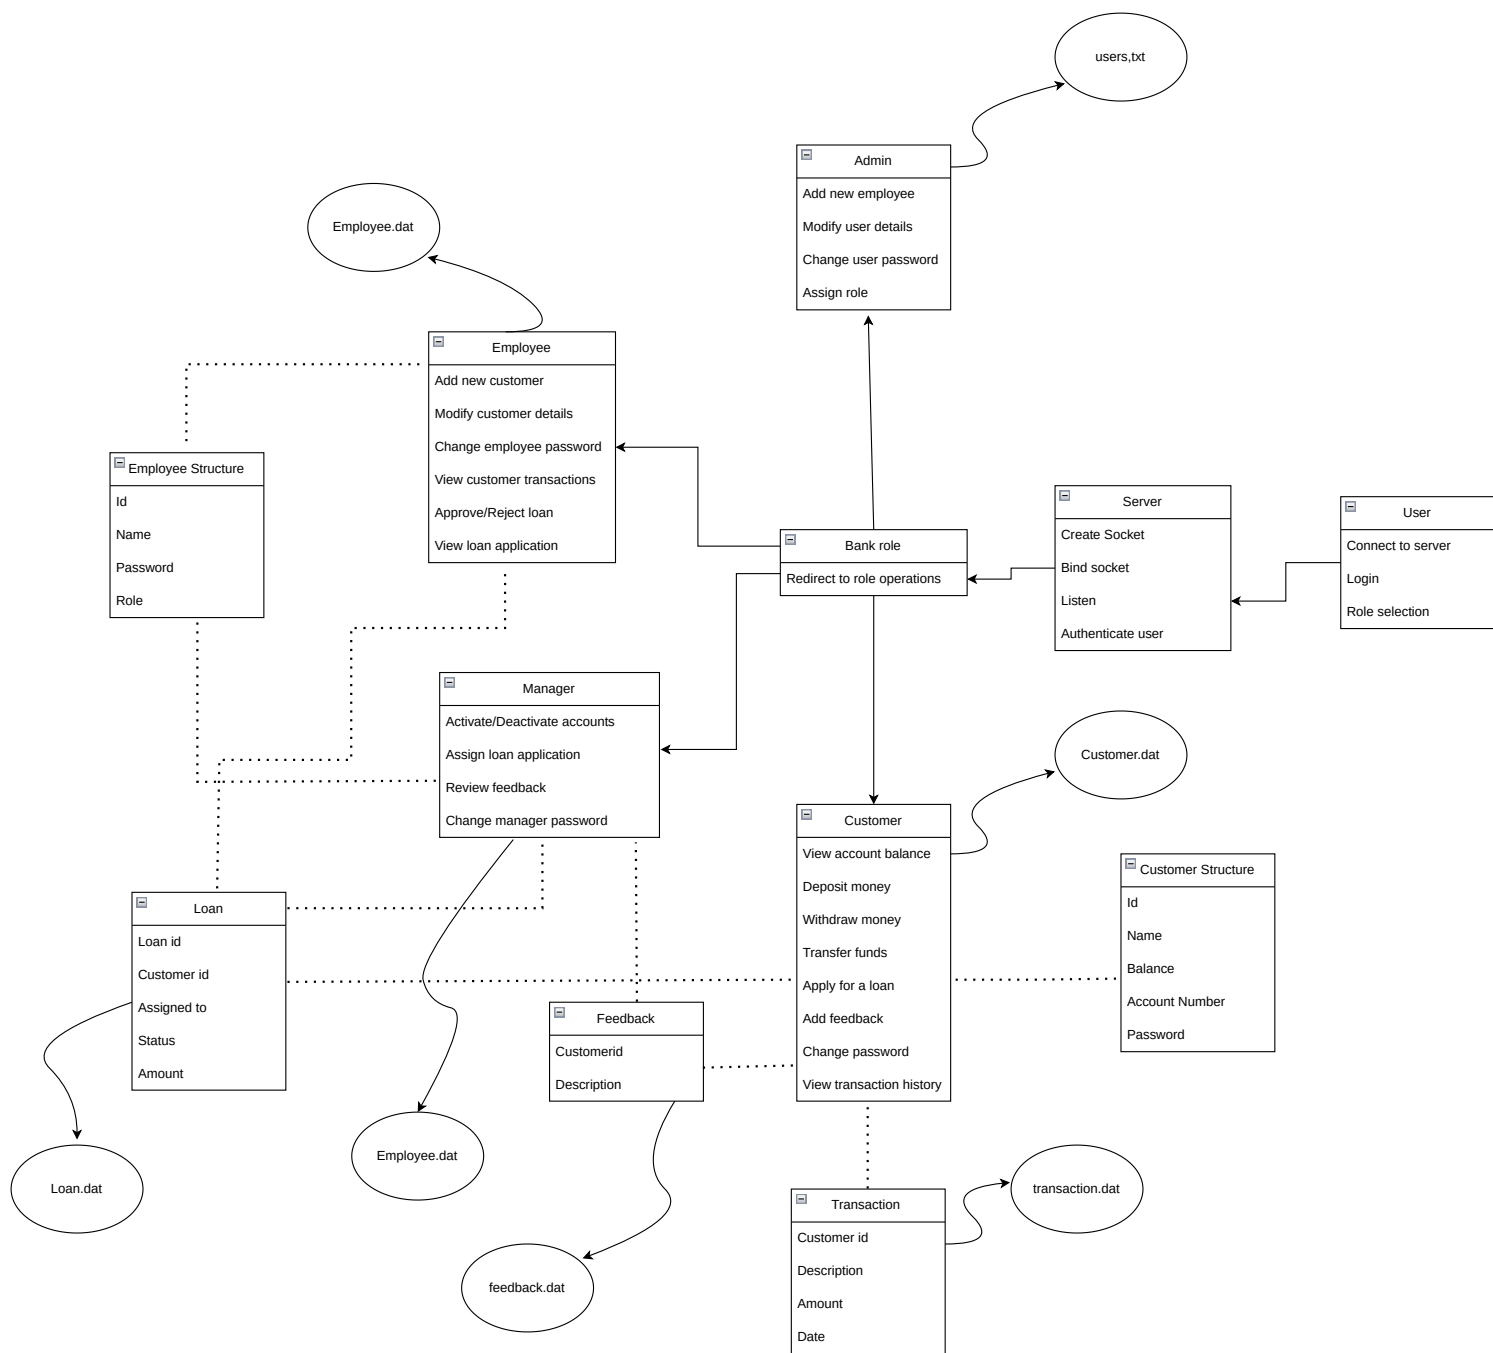 users,txt
Admin
Add new employee
Modify user details
Change user password
Assign role
Employee.dat
Employee
Add new customer
Modify customer details
Change employee password
View customer transactions
Approve/Reject loan
View loan application
Employee Structure
Id
Name
Password
Role
Bank role
Redirect to role operations
Server
Create Socket
Bind socket
Listen
Authenticate user
User
Connect to server
Login
Role selection
Manager
Activate/Deactivate accounts
Assign loan application
Review feedback
Change manager password
Customer.dat
Customer
View account balance
Deposit money
Withdraw money
Transfer funds
Apply for a loan
Add feedback
Change password
View transaction history
Customer Structure
Id
Name
Balance
Account Number
Password
Loan
Loan id
Customer id
Assigned to
Status
Amount
Feedback
Customerid
Description
Loan.dat
Employee.dat
feedback.dat
Transaction
Customer id
Description
Amount
Date
transaction.dat